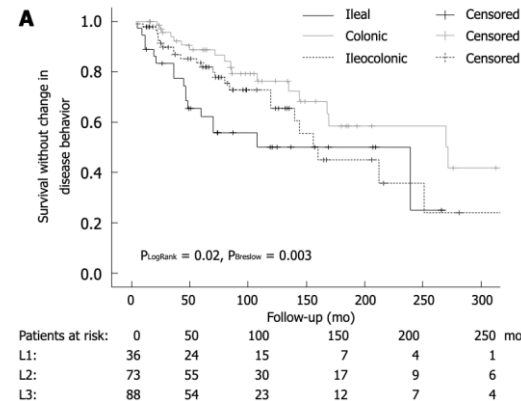 A
Ileal
Censored
Colonic
Censored
Ileocolonic
Censored
Survival without change in
disease behavior
1.0
0.8
0.6
0.4
0.2
0.0
PLogRank = 0.02, PBreslow = 0.003
0 50 100 150 200 250 300
Follow-up (mo)
Patients at risk: 0 50 100 150 200 250 mo
L1: 36 24 15 7 4 1
L2: 73 55 30 17 9 6
L3: 88 54 23 12 7 4